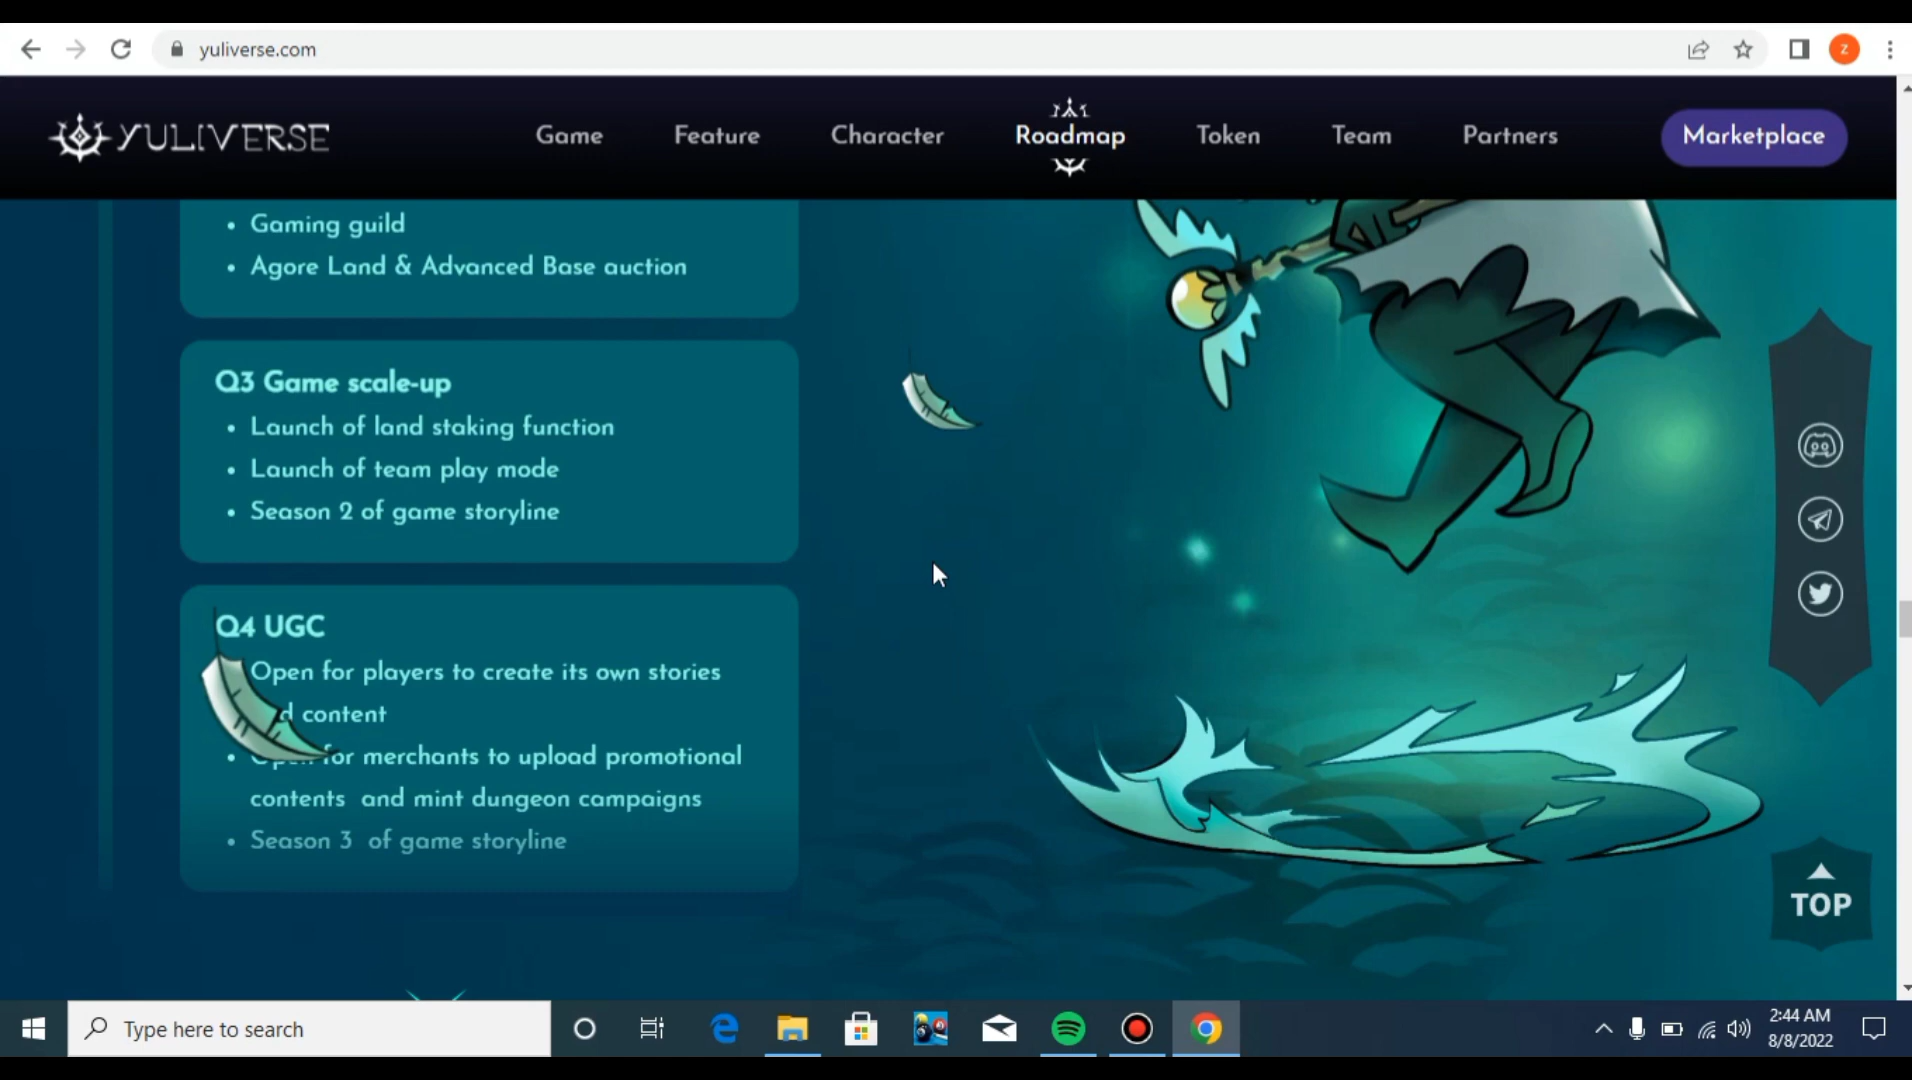 yuliverse.com
Z
YULIVERSE
Game
Feature
Character
Roadmap
Token
Team
Partners
Marketplace
• Gaming guild
• Agore Land & Advanced Base auction
Q3 Game scale-up
• Launch of land staking function
• Launch of team play mode
• Season 2 of game storyline
Q4 UGC
Open for players to create its own stories
content
• for merchants to upload promotional
contents and mint dungeon campaigns
• Season 3 of game storyline
TOP
Type here to search
2:44 AM
8/8/2022